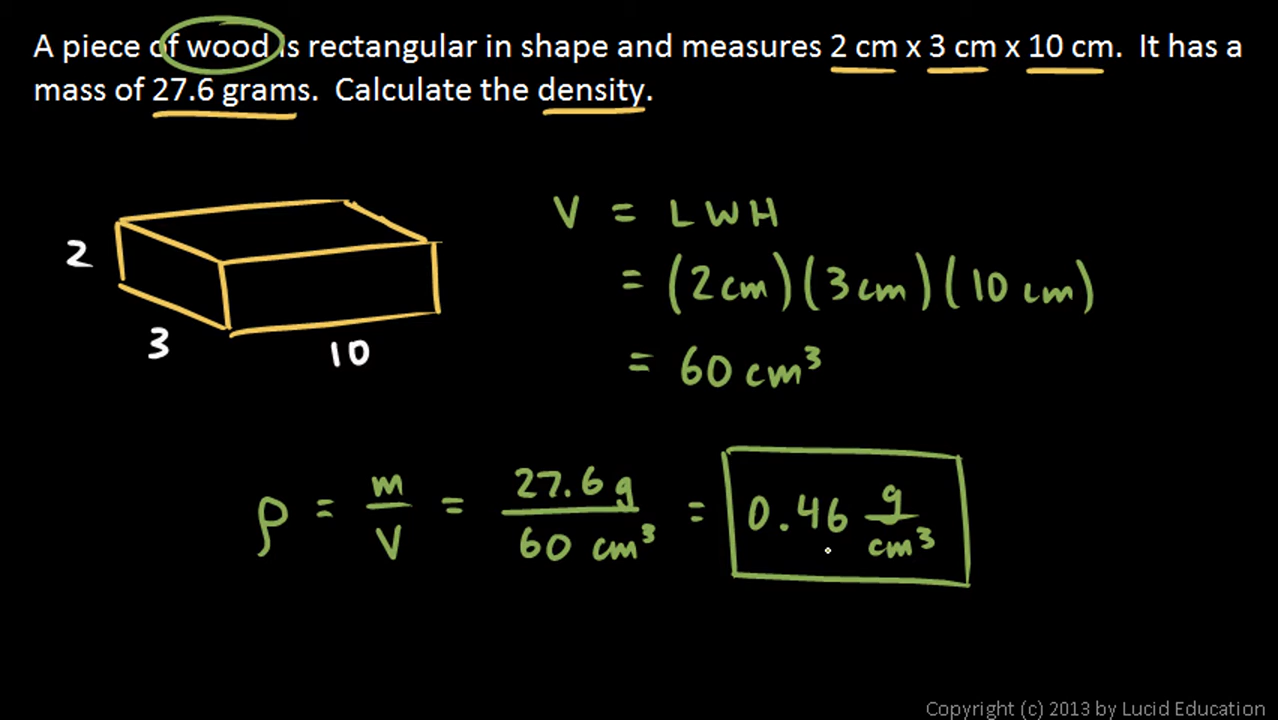 A piece of wood is rectangular in shape and measures 2 cm x 3 cm x 10 cm. It has a
mass of 27.6 grams. Calculate the density.
V = LWH
2
= (2cm)(3cm)(10 cm)
3
10
= 60 cm³
ρ = m/V = 27.6 g/60 cm³ = 0.46 g/cm³
Copyright (c) 2013 by Lucid Education